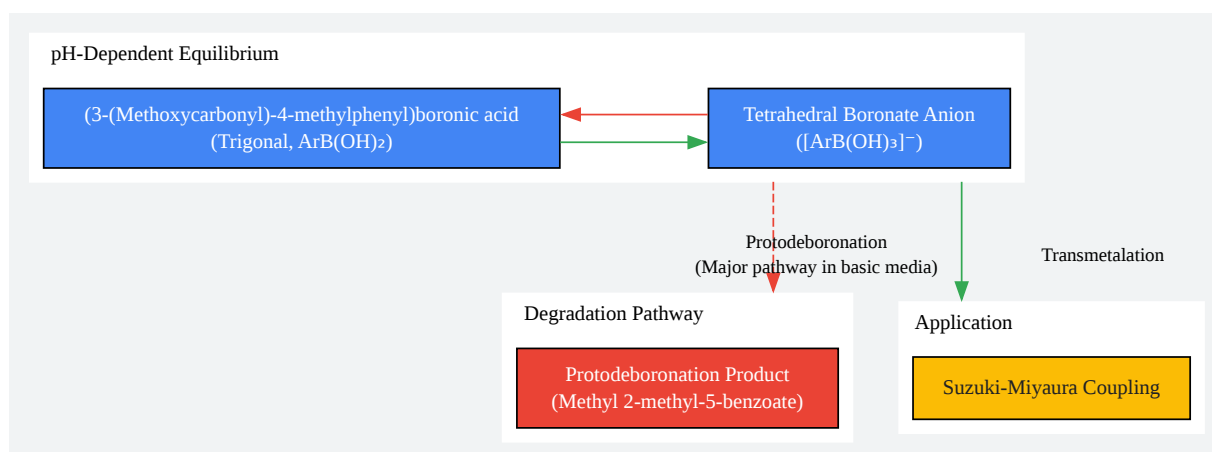 pH-Dependent Equilibrium
(3-(Methoxycarbonyl)-4-methylphenyl)boronic acid
(Trigonal, ArB(OH)₂)
Tetrahedral Boronate Anion
([ArB(OH)₃]⁻)
Protodeboronation
(Major pathway in basic media)
Transmetalation
Degradation Pathway
Protodeboronation Product
(Methyl 2-methyl-5-benzoate)
Application
Suzuki-Miyaura Coupling